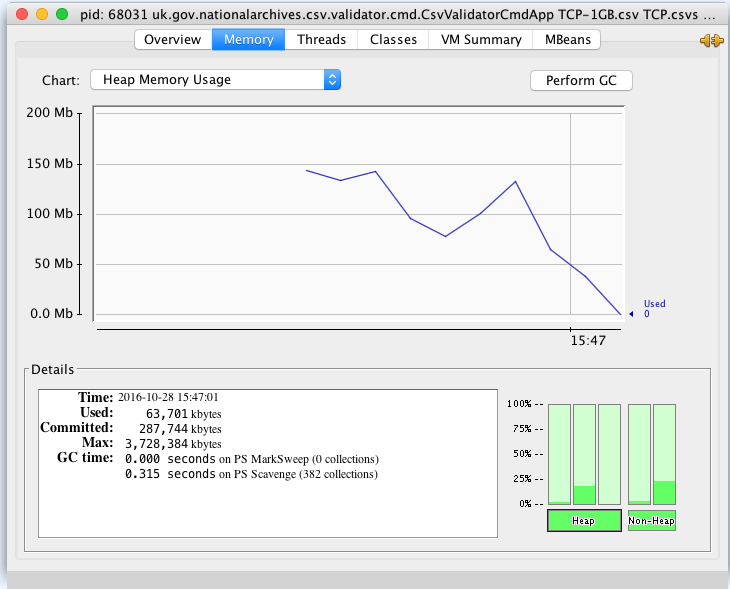 pid: 68031 uk.gov.nationalarchives.csv.validator.cmd.CsvValidatorCmdApp TCP-1GB.csv TCP.csvs ...
Overview Memory Threads Classes VM Summary MBeans
Chart: Heap Memory Usage Perform GC
200 Mb
150 Mb
100 Mb
50 Mb
0.0 Mb
Used
0
15:47
Details
Time: 2016-10-28 15:47:01
Used: 63,701 kbytes
Committed: 287,744 kbytes
Max: 3,728,384 kbytes
GC time: 0.000 seconds on PS MarkSweep (0 collections)
0.315 seconds on PS Scavenge (382 collections)
100% --
75% --
50% --
25% --
0% --
Heap Non-Heap